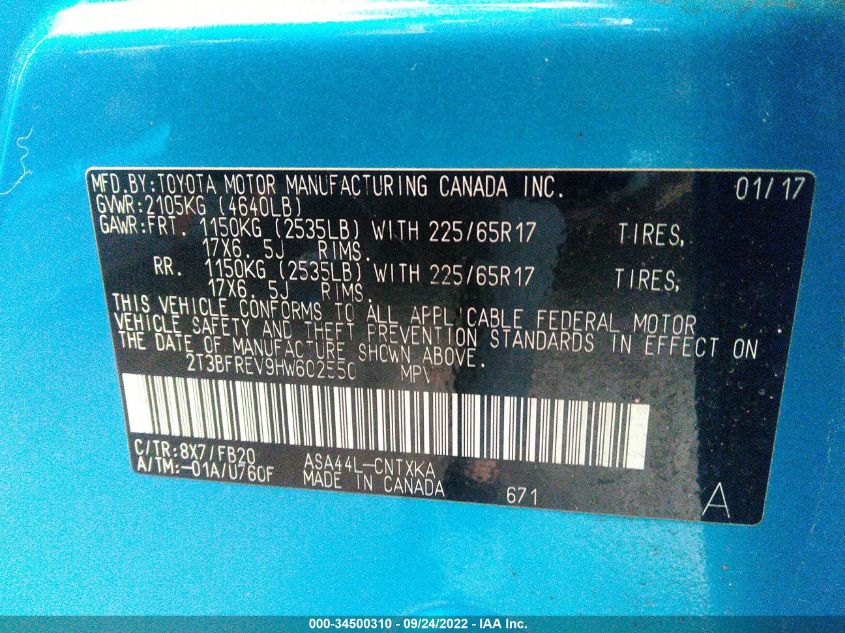 MFD.BY:TOYOTA MOTOR MANUFACTURING CANADA INC. 01/17
GVWR:2105KG (4640LB)
GAWR:FRT. 1150KG (2535LB) WITH 225/65R17 TIRES,
17X6. 5J RIMS.
RR. 1150KG (2535LB) WITH 225/65R17 TIRES,
17X6. 5J RIMS.
THIS VEHICLE CONFORMS TO ALL APPLICABLE FEDERAL MOTOR
VEHICLE SAFETY AND THEFT PREVENTION STANDARDS IN EFFECT ON
THE DATE OF MANUFACTURE SHOWN ABOVE.
MPV
C/TR:8X7/FB20 ASA44L-CNTXKA
A/TM:-01A/U760F MADE IN CANADA 671 A
000-34500310 - 09/24/2022 - IAA Inc.